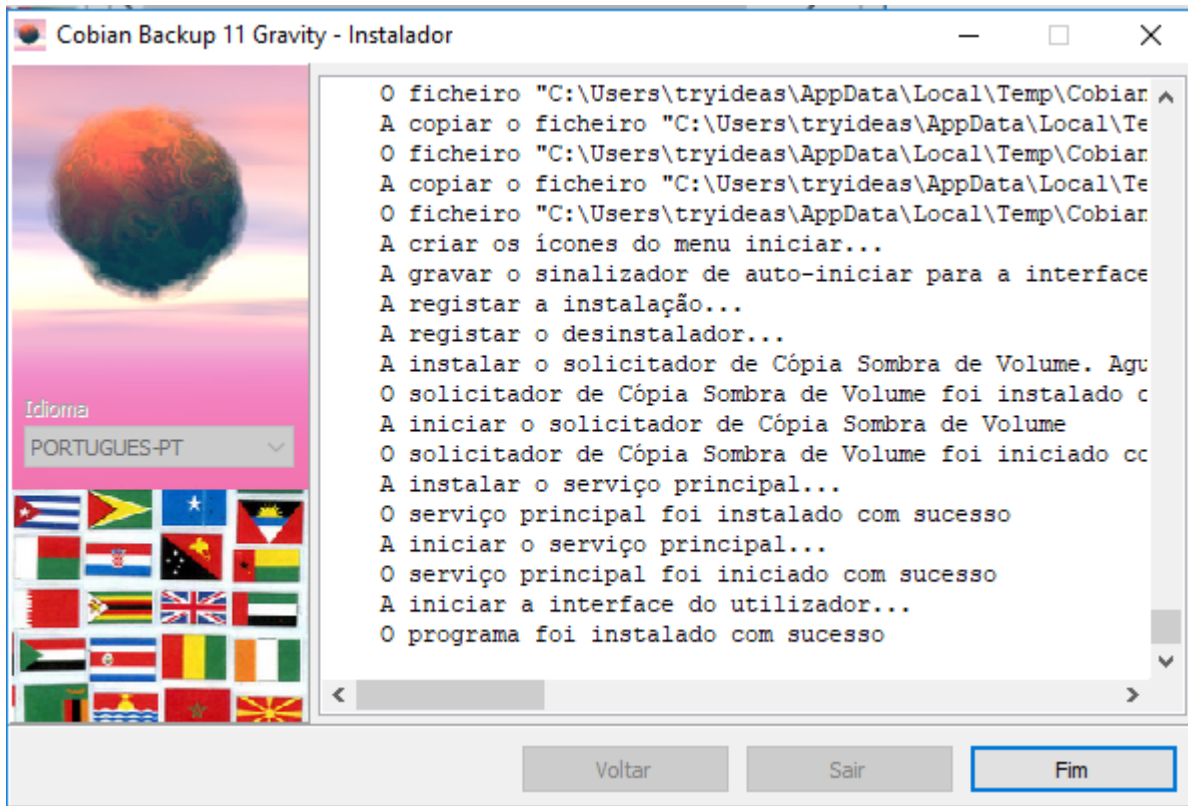 Cobian Backup 11 Gravity - Instalador
O ficheiro "C:\Users\tryideas\AppData\Local\Temp\Cobian
A copiar o ficheiro "C:\Users\tryideas\AppData\Local\Te
O ficheiro "C:\Users\tryideas\AppData\Local\Temp\Cobian
A copiar o ficheiro "C:\Users\tryideas\AppData\Local\Te
O ficheiro "C:\Users\tryideas\AppData\Local\Temp\Cobian
A criar os ícones do menu iniciar...
A gravar o sinalizador de auto-iniciar para a interface
A registar a instalação...
A registar o desinstalador...
A instalar o solicitador de Cópia Sombra de Volume. Agu
O solicitador de Cópia Sombra de Volume foi instalado c
A iniciar o solicitador de Cópia Sombra de Volume
O solicitador de Cópia Sombra de Volume foi iniciado co
A instalar o serviço principal...
O serviço principal foi instalado com sucesso
A iniciar o serviço principal...
O serviço principal foi iniciado com sucesso
A iniciar a interface do utilizador...
O programa foi instalado com sucesso
Idioma
PORTUGUES-PT
Voltar
Sair
Fim